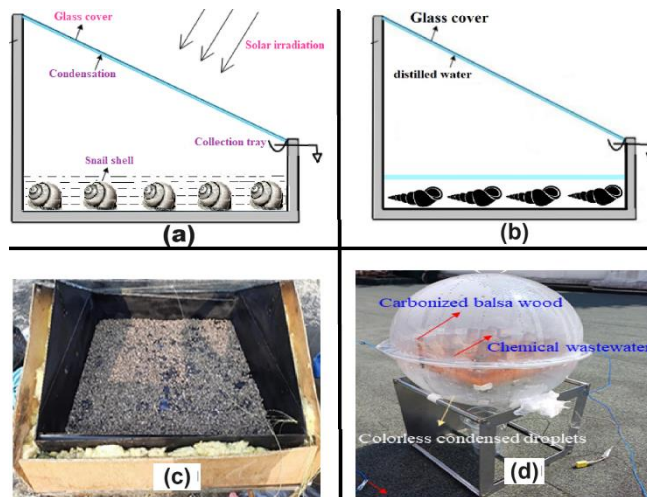 Glass cover
Solar irradiation
Condensation
Collection tray
Snail shell
(a)
Glass cover
distilled water
(b)
(c)
Carbonized balsa wood
Chemical wastewater
Colorless condensed droplets
(d)